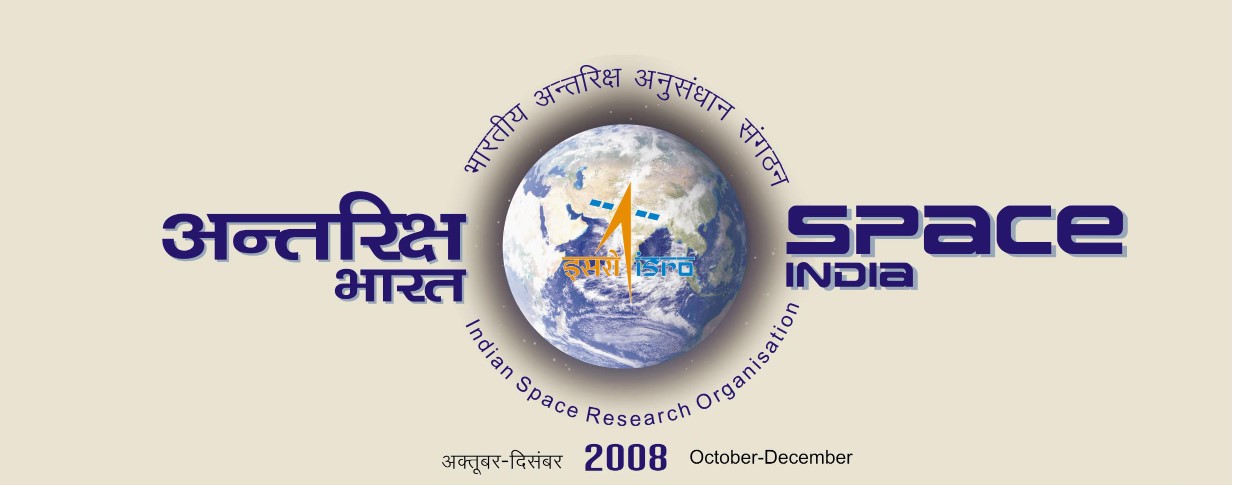 भारतीय अन्तरिक्ष अनुसंधान संगठन
अन्तरिक्ष
भारत
इसरो isro
space
INDIA
Indian Space Research Organisation
अक्तूबर-दिसंबर 2008 October-December